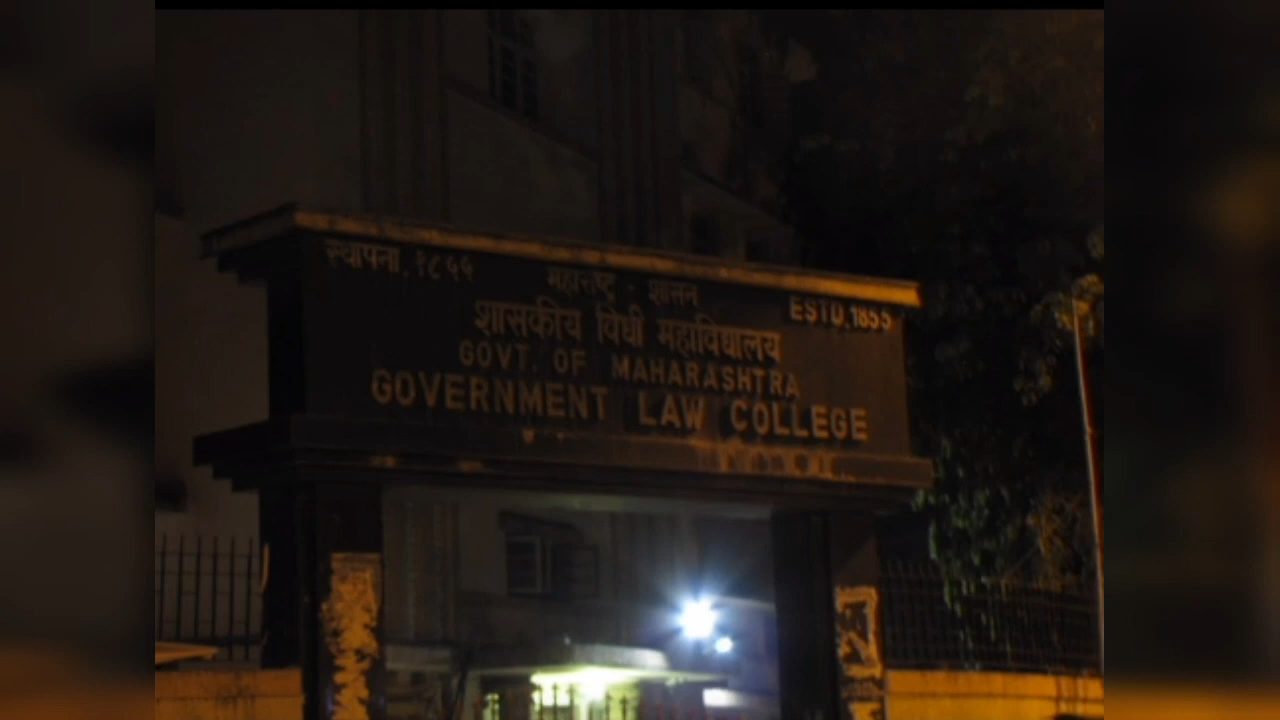 स्थापना. १८५५
महाराष्ट्र - शासन
ESTD. 1855
शासकीय विधी महाविद्यालय
GOVT. OF MAHARASHTRA
GOVERNMENT LAW COLLEGE